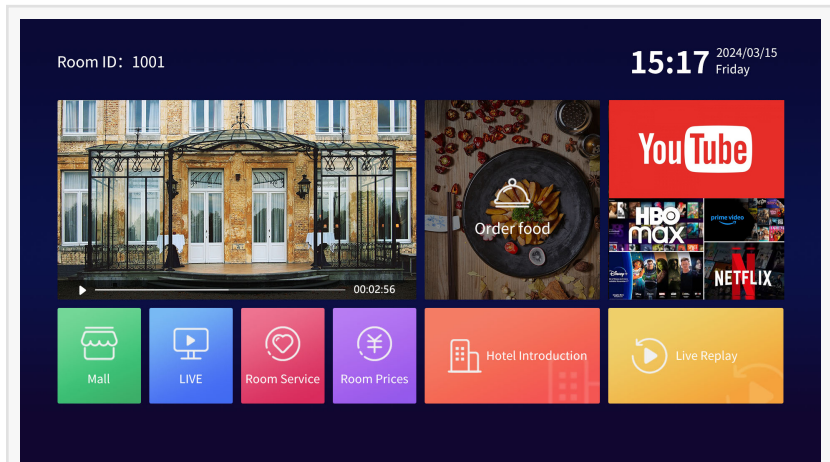 Room ID: 1001
15:17
2024/03/15
Friday
YouTube
Order food
HBO
max
prime video
Disney+
NETFLIX
00:02:56
Mall
LIVE
Room Service
¥
Room Prices
Hotel Introduction
Live Replay